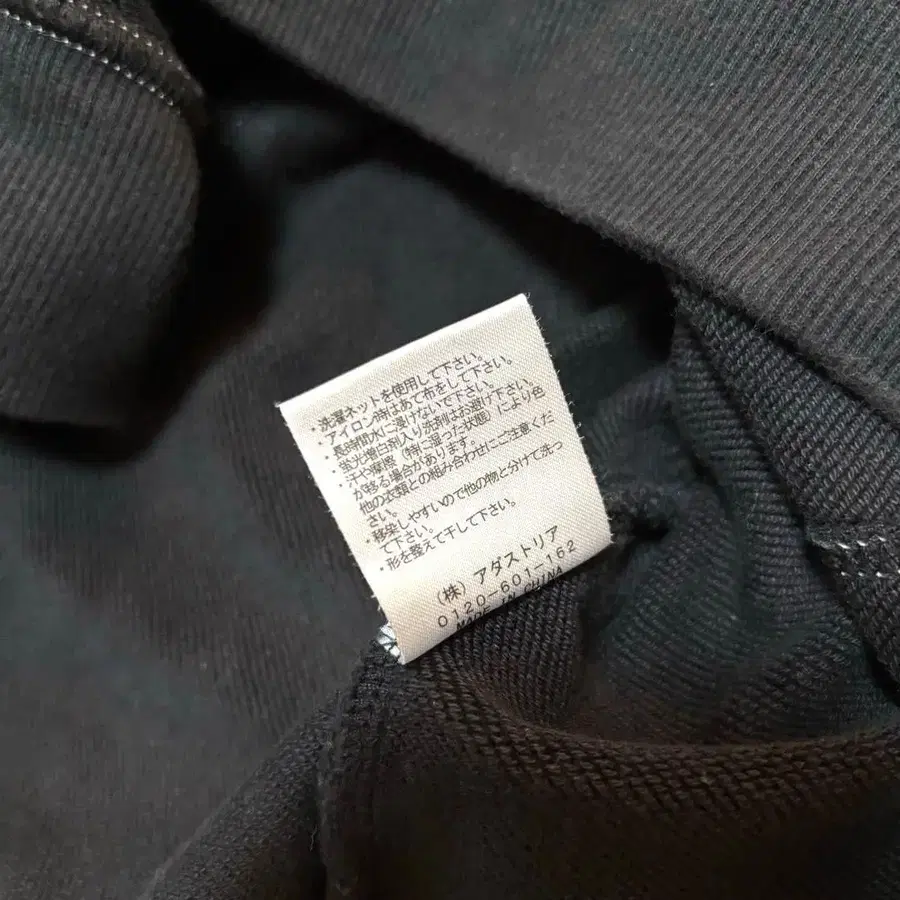 ・洗濯ネットを使用して下さい。
・アイロン時はあて布をして下さい。
・長時間水に浸けないで下さい。
・蛍光増白剤入り洗剤はお避け下さい。
・汗や摩擦（特に湿った状態）により色
が移る場合があります。
他の衣類との組み合わせにご注意くだ
さい。
・移染しやすいので他の物と分けて洗っ
て下さい。
・形を整えて干して下さい。
（株）アダストリア
0120-601-162
MADE IN CHINA